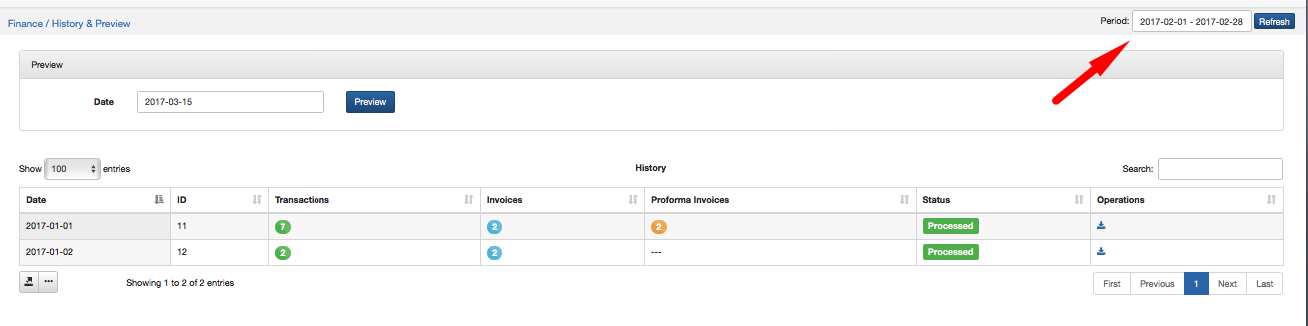 Finance / History & Preview
Period: 2017-02-01 - 2017-02-28 Refresh
Preview
Date 2017-03-15 Preview
Show 100 entries History Search:
Date ID Transactions Invoices Proforma Invoices Status Operations
2017-01-01 11 7 2 2 Processed
2017-01-02 12 2 2 --- Processed
Showing 1 to 2 of 2 entries First Previous 1 Next Last